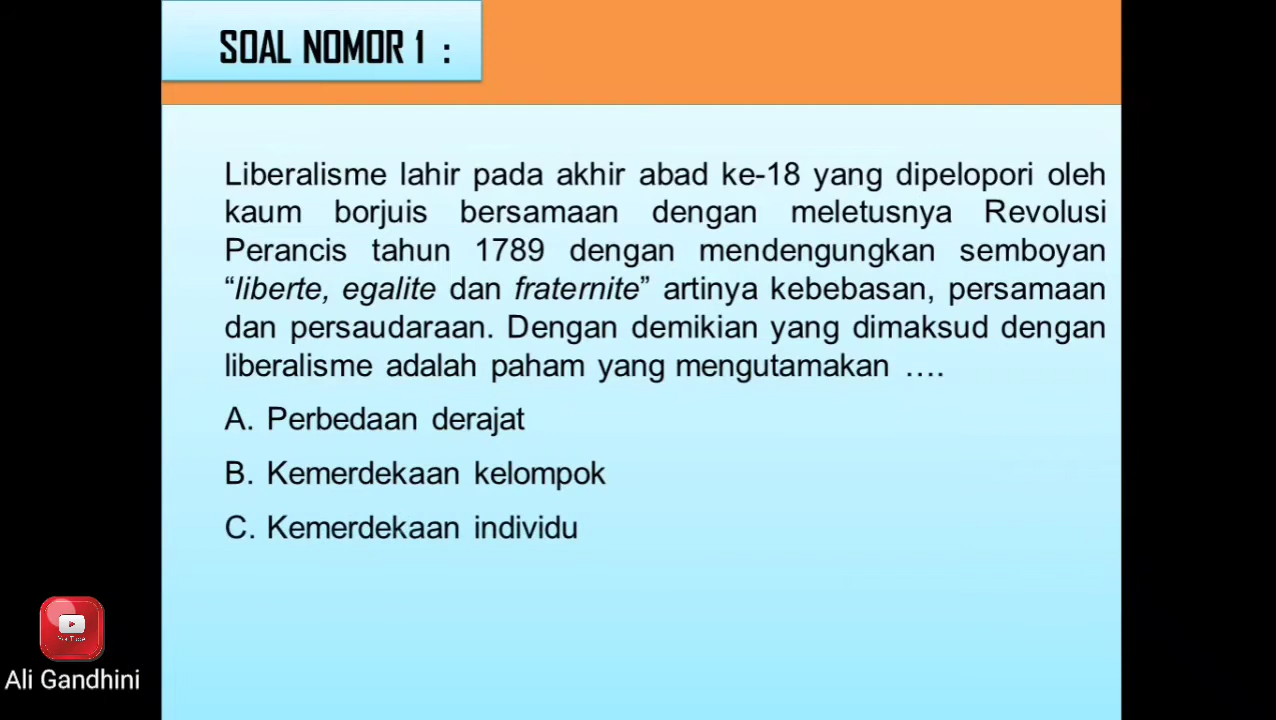 SOAL NOMOR 1 :
Liberalisme lahir pada akhir abad ke-18 yang dipelopori oleh
kaum borjuis bersamaan dengan meletusnya Revolusi
Perancis tahun 1789 dengan mendengungkan semboyan
“liberte, egalite dan fraternite” artinya kebebasan, persamaan
dan persaudaraan. Dengan demikian yang dimaksud dengan
liberalisme adalah paham yang mengutamakan ….
A. Perbedaan derajat
B. Kemerdekaan kelompok
C. Kemerdekaan individu
YouTube
Ali Gandhini